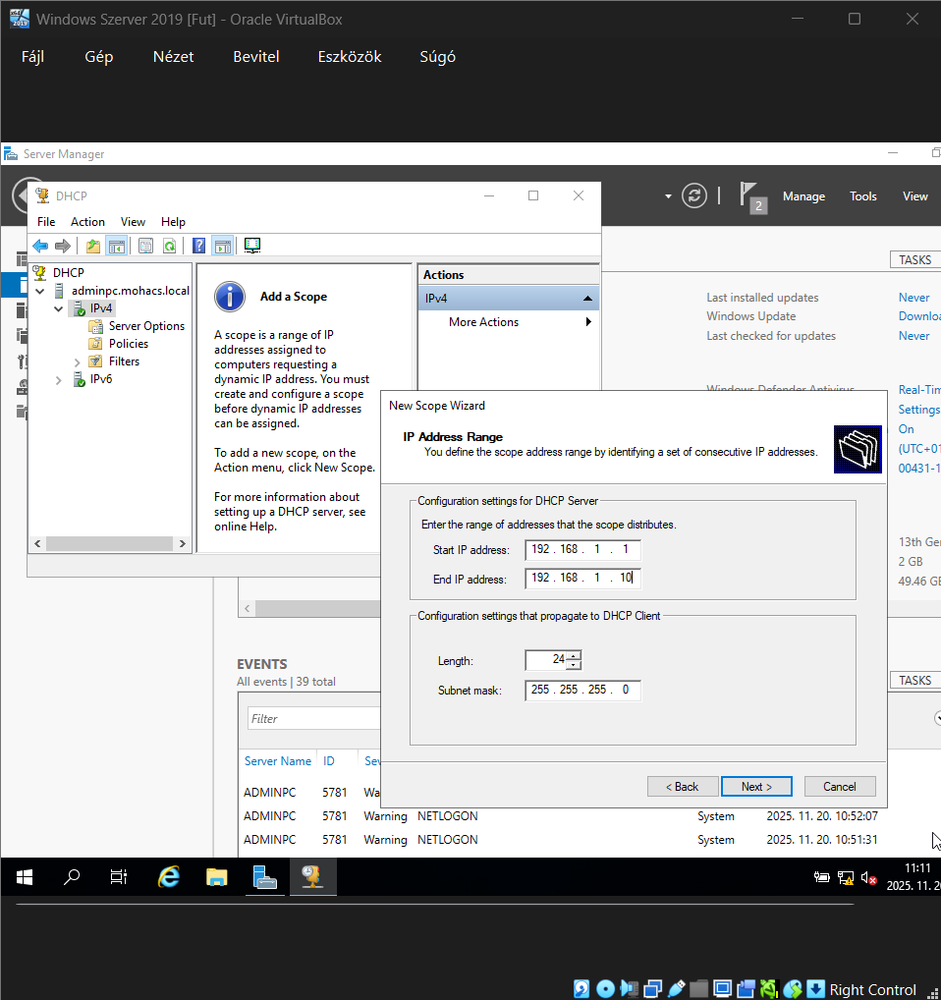 Windows Szerver 2019 [Fut] - Oracle VirtualBox
Fájl Gép Nézet Bevitel Eszközök Súgó
Server Manager
2 Manage Tools View
DHCP
File Action View Help
DHCP
adminpc.mohacs.local
IPv4
Server Options
Policies
Filters
IPv6
Add a Scope
A scope is a range of IP
addresses assigned to
computers requesting a
dynamic IP address. You must
create and configure a scope
before dynamic IP addresses
can be assigned.
To add a new scope, on the
Action menu, click New Scope.
For more information about
setting up a DHCP server, see
online Help.
Actions
IPv4
More Actions
TASKS
Last installed updates Never
Windows Update Downloa
Last checked for updates Never
Windows Defender Antivirus Real-Tim
Settings
On
(UTC+01
00431-1
13th Gen
2 GB
49.46 GB
New Scope Wizard
IP Address Range
You define the scope address range by identifying a set of consecutive IP addresses.
Configuration settings for DHCP Server
Enter the range of addresses that the scope distributes.
Start IP address: 192 . 168 . 1 . 1
End IP address: 192 . 168 . 1 . 10
Configuration settings that propagate to DHCP Client
Length: 24
Subnet mask: 255 . 255 . 255 . 0
< Back Next > Cancel
EVENTS
All events | 39 total
TASKS
Filter
Server Name ID Sev
ADMINPC 5781 Wa
ADMINPC 5781 Warning NETLOGON System 2025. 11. 20. 10:52:07
ADMINPC 5781 Warning NETLOGON System 2025. 11. 20. 10:51:31
11:11
2025. 11. 20
Right Control